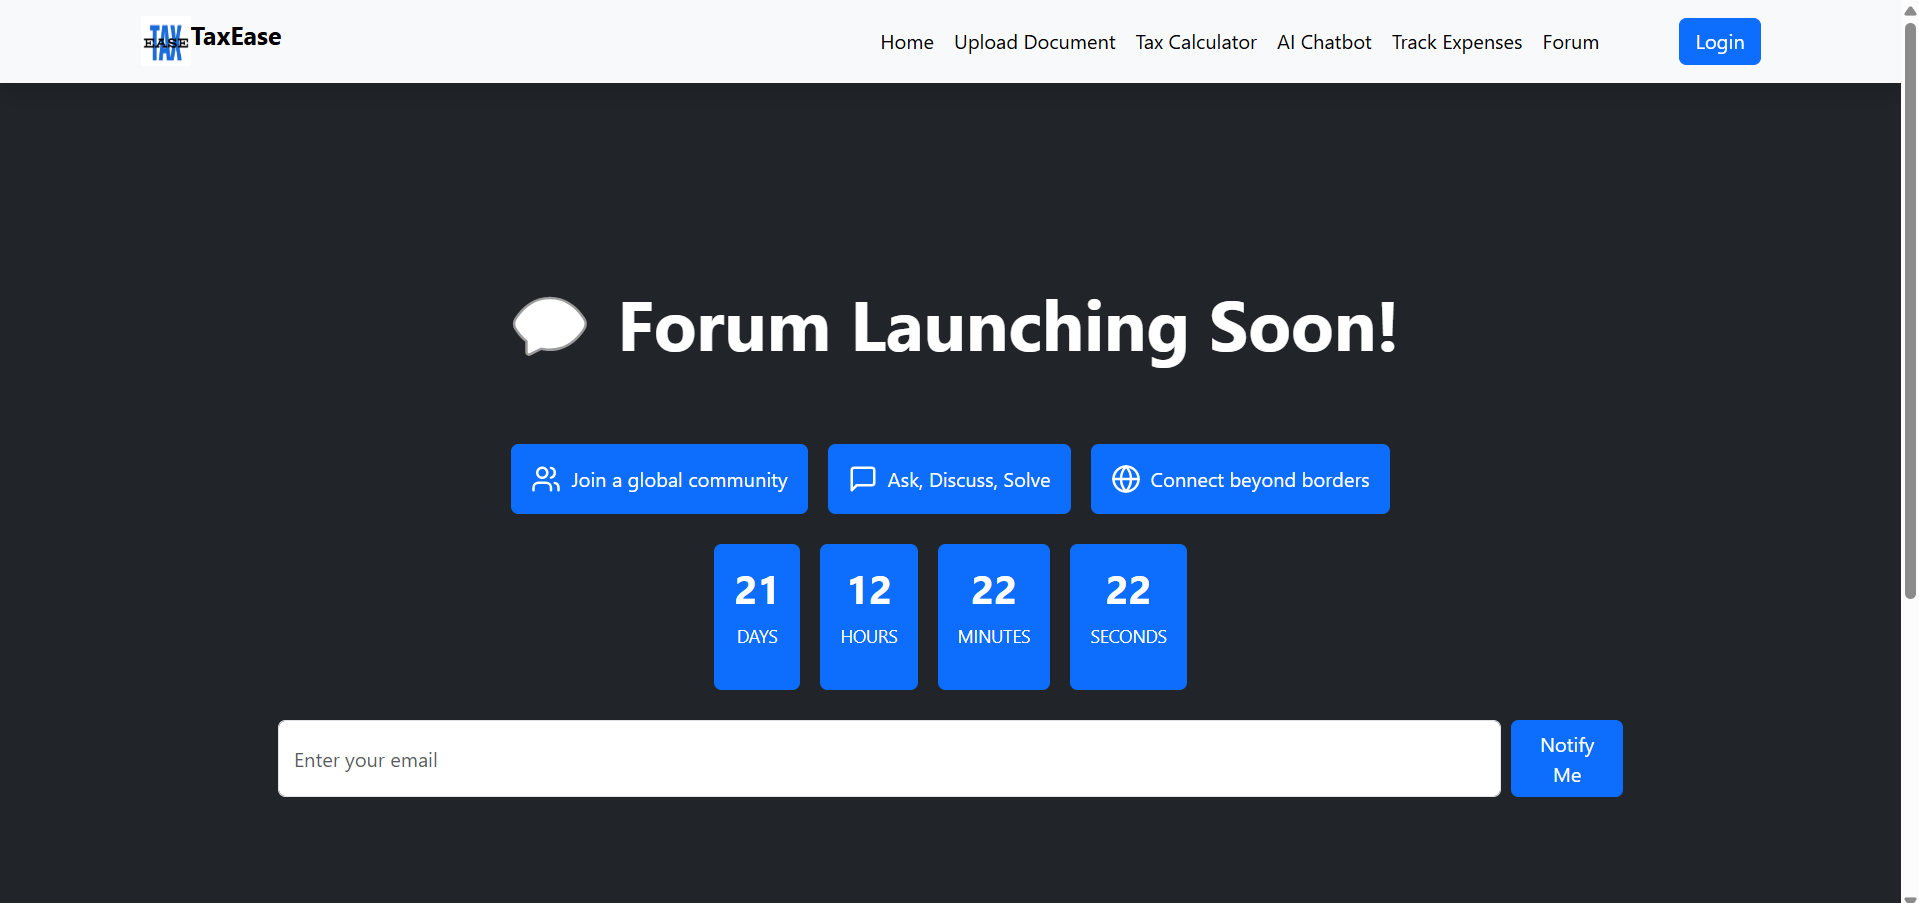 TAX
EASE
TaxEase
Home Upload Document Tax Calculator AI Chatbot Track Expenses Forum Login
Forum Launching Soon!
Join a global community Ask, Discuss, Solve Connect beyond borders
21 12 22 22
DAYS HOURS MINUTES SECONDS
Enter your email
Notify
Me